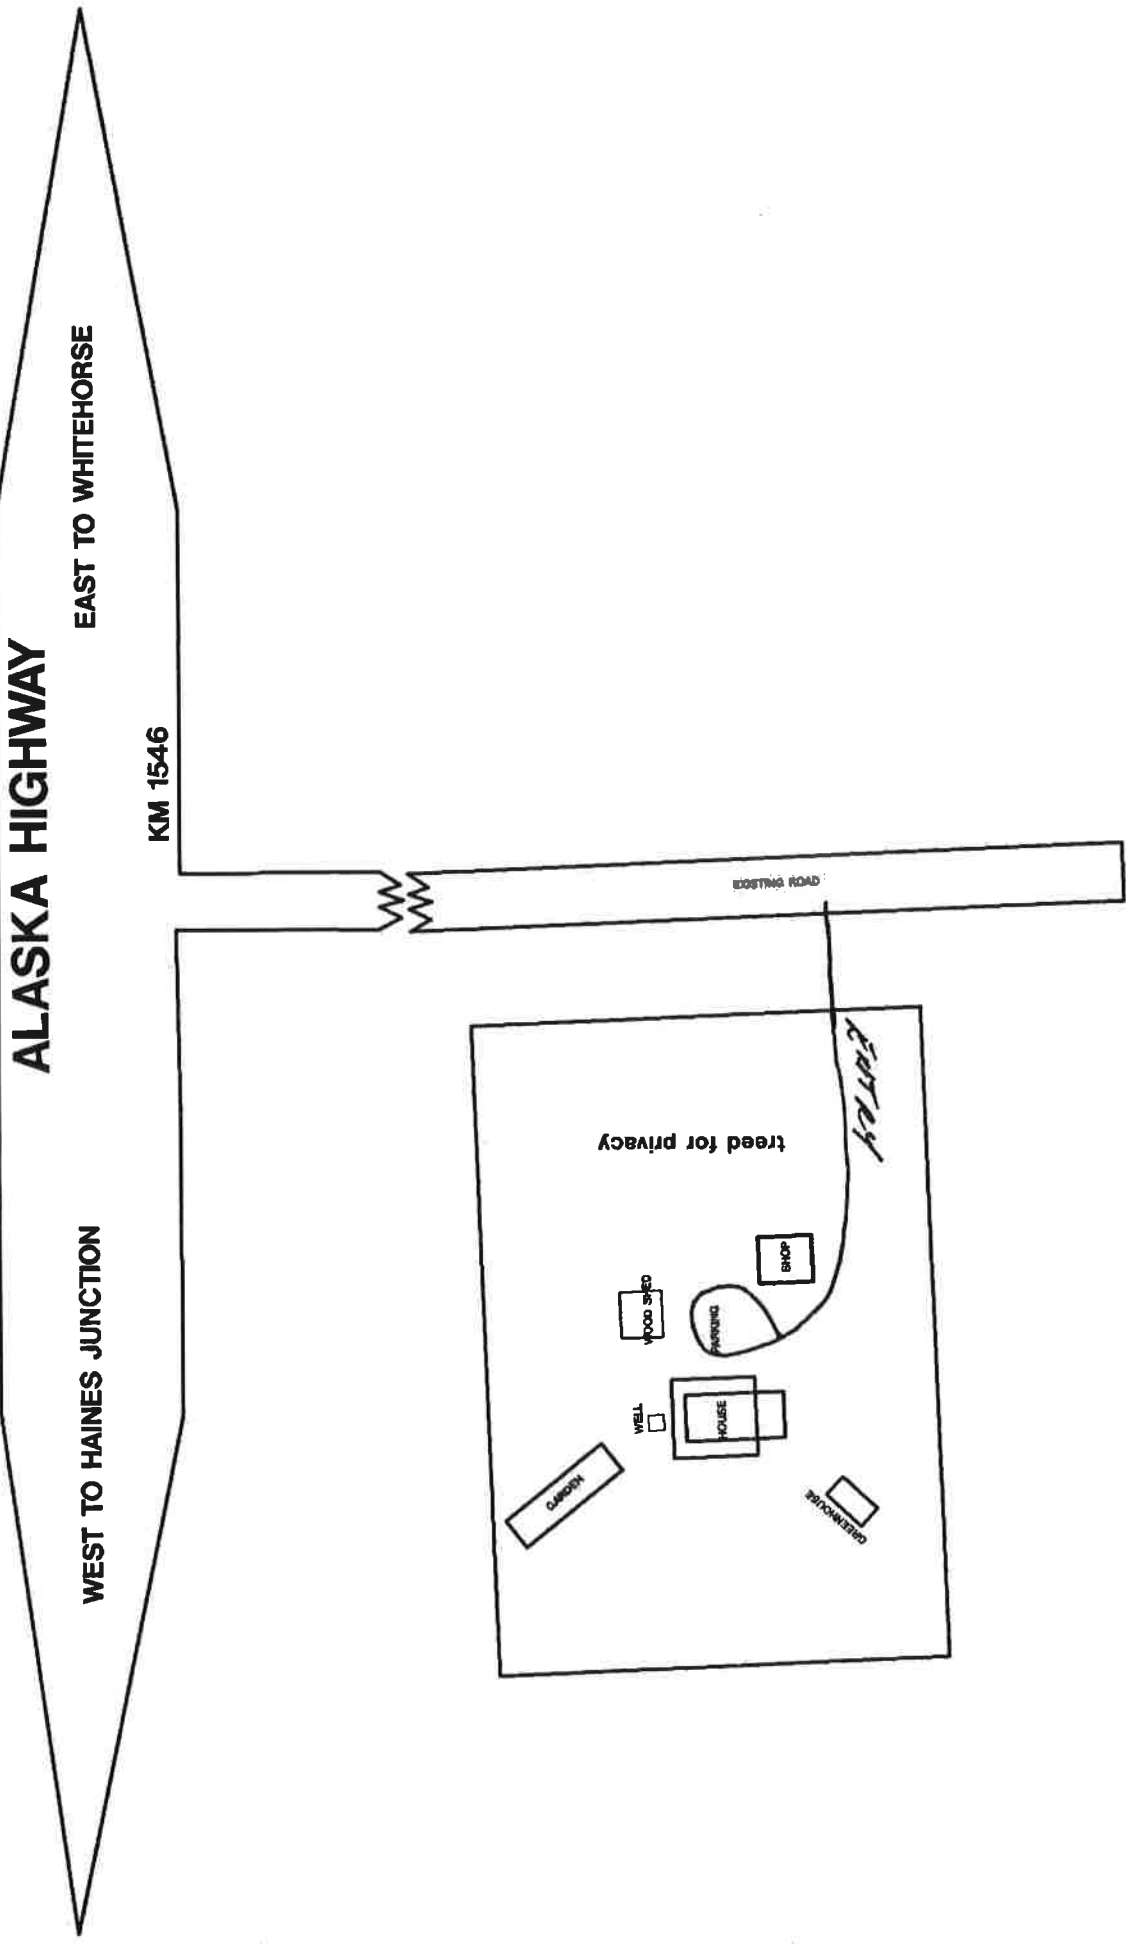 ALASKA HIGHWAY
WEST TO HAINES JUNCTION
EAST TO WHITEHORSE
KM 1546
EXISTING ROAD
GARDEN
WELL
WOOD SHED
treed for privacy
HOUSE
PARKING
SHOP
GREENHOUSE
ENTRY